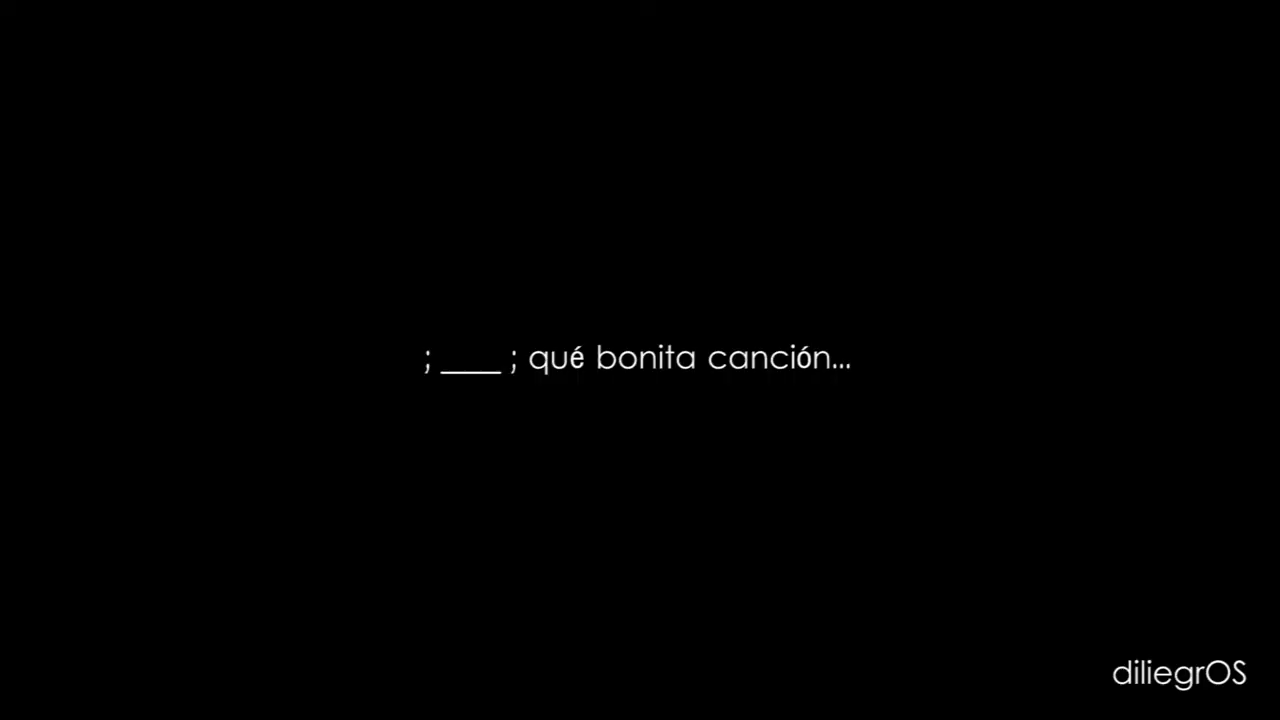 ; ____ ; qué bonita canción...
diliegrOS